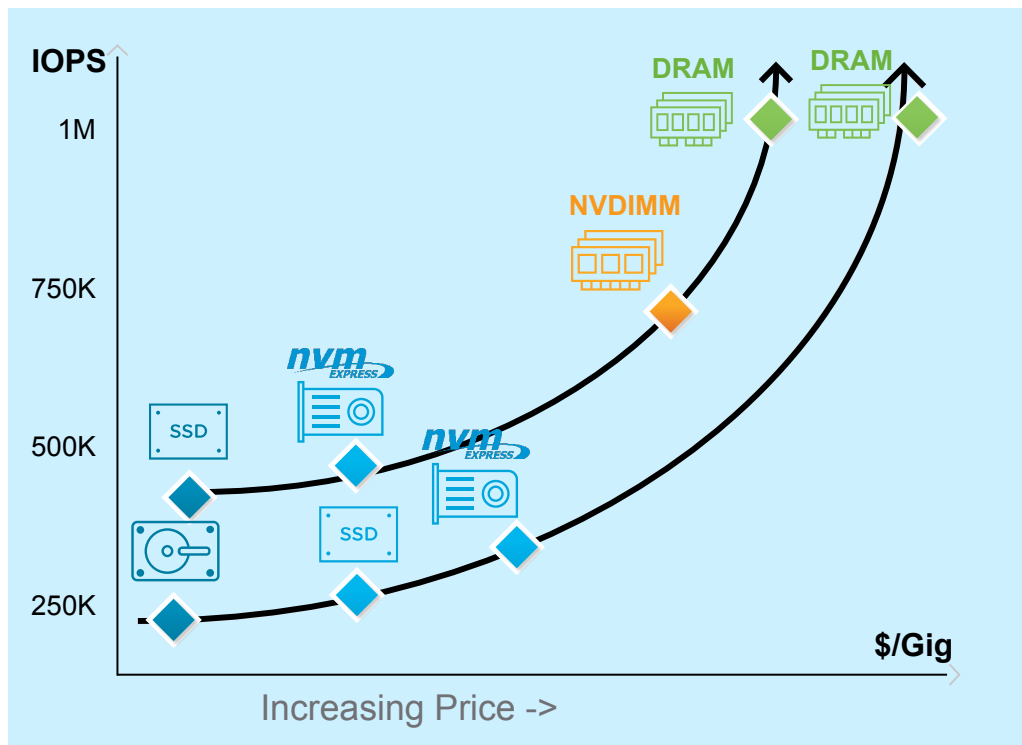 IOPS
DRAM
DRAM
1M
NVDIMM
750K
nvm
EXPRESS
SSD
nvm
EXPRESS
500K
SSD
250K
$/Gig
Increasing Price ->